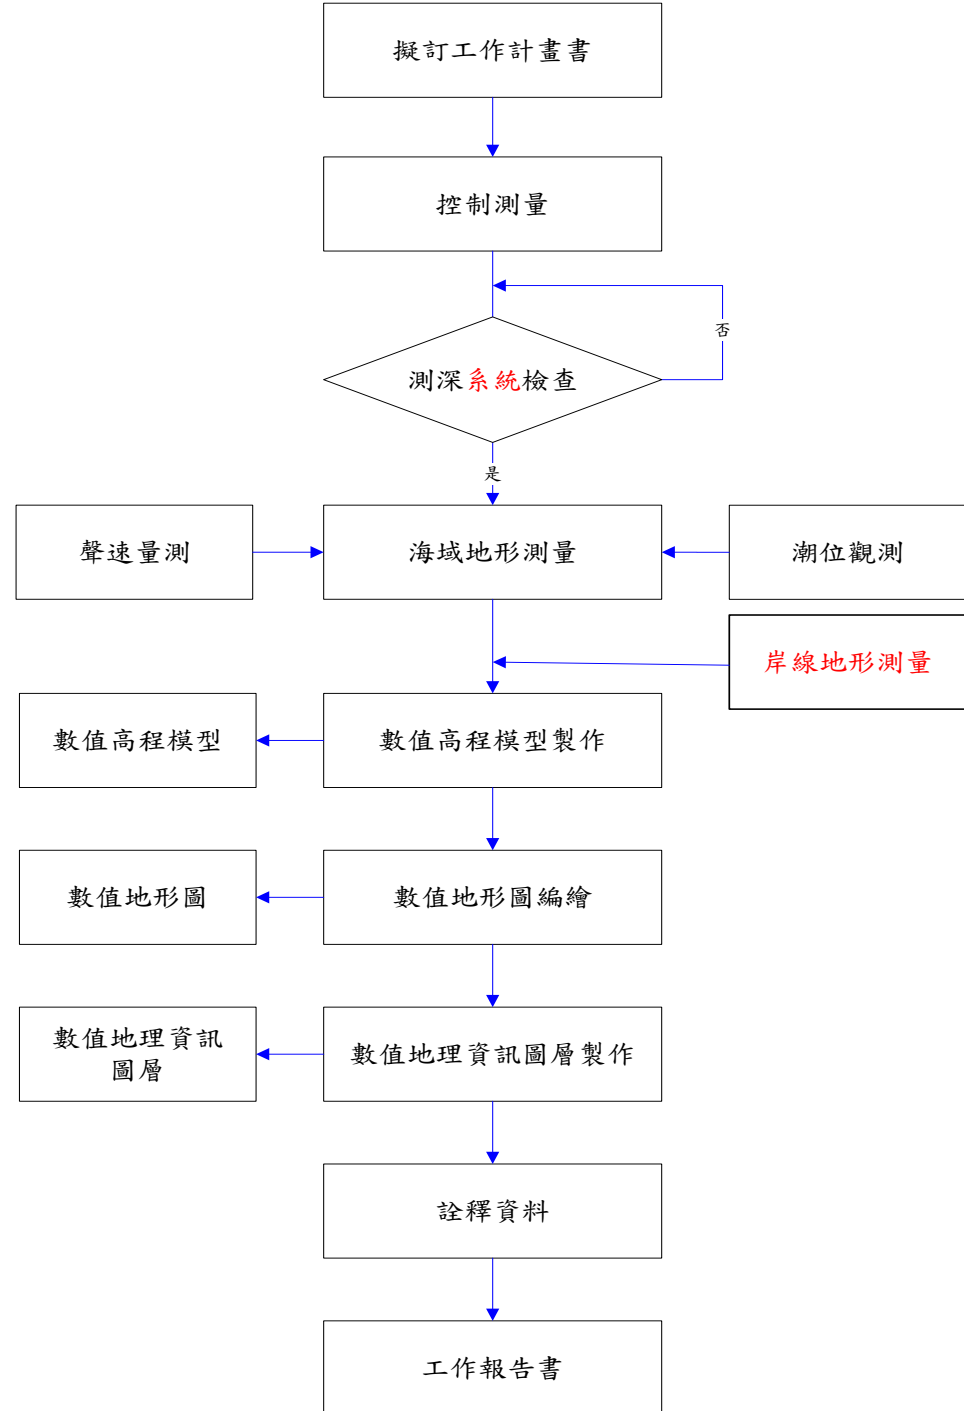 擬訂工作計畫書
控制測量
否
測深系統檢查
是
聲速量測
海域地形測量
潮位觀測
岸線地形測量
數值高程模型
數值高程模型製作
數值地形圖
數值地形圖編繪
數值地理資訊
圖層
數值地理資訊圖層製作
詮釋資料
工作報告書